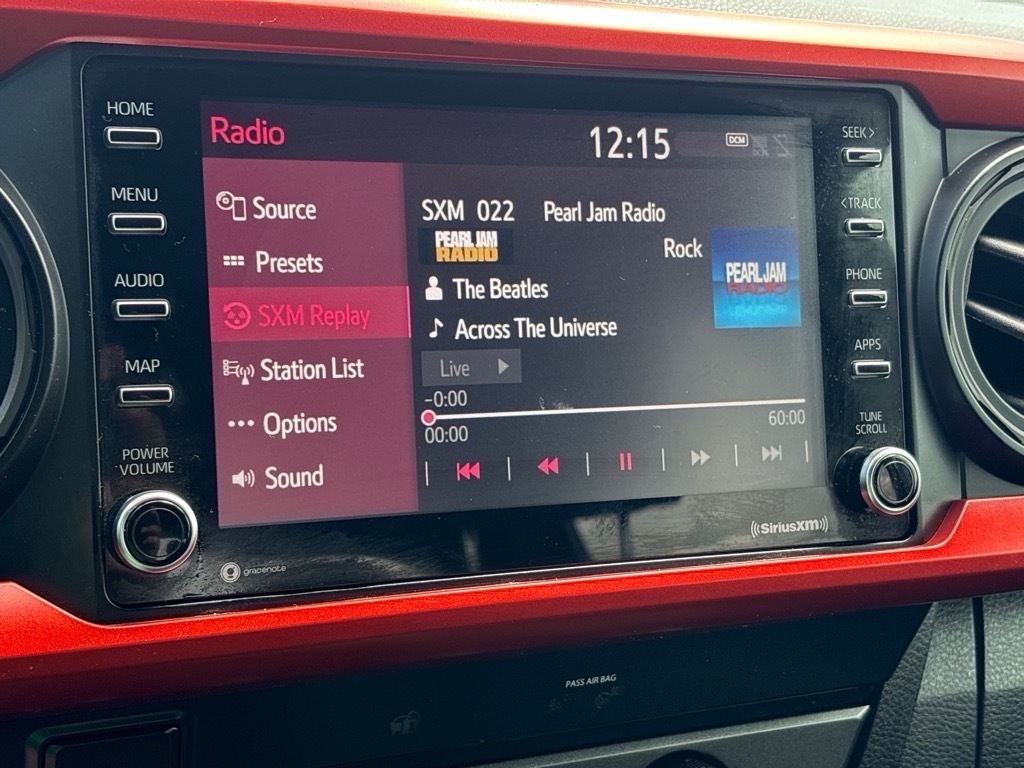 HOME
MENU
AUDIO
MAP
POWER
VOLUME
Radio
12:15
DCM
Source
Presets
SXM Replay
Station List
Options
Sound
SXM 022 Pearl Jam Radio
PEARL JAM
RADIO
Rock
PEARL JAM
RADIO
The Beatles
Across The Universe
Live
-0:00
00:00
60:00
SEEK >
< TRACK
PHONE
APPS
TUNE
SCROLL
gracenote
SiriusXM
PASS AIR BAG